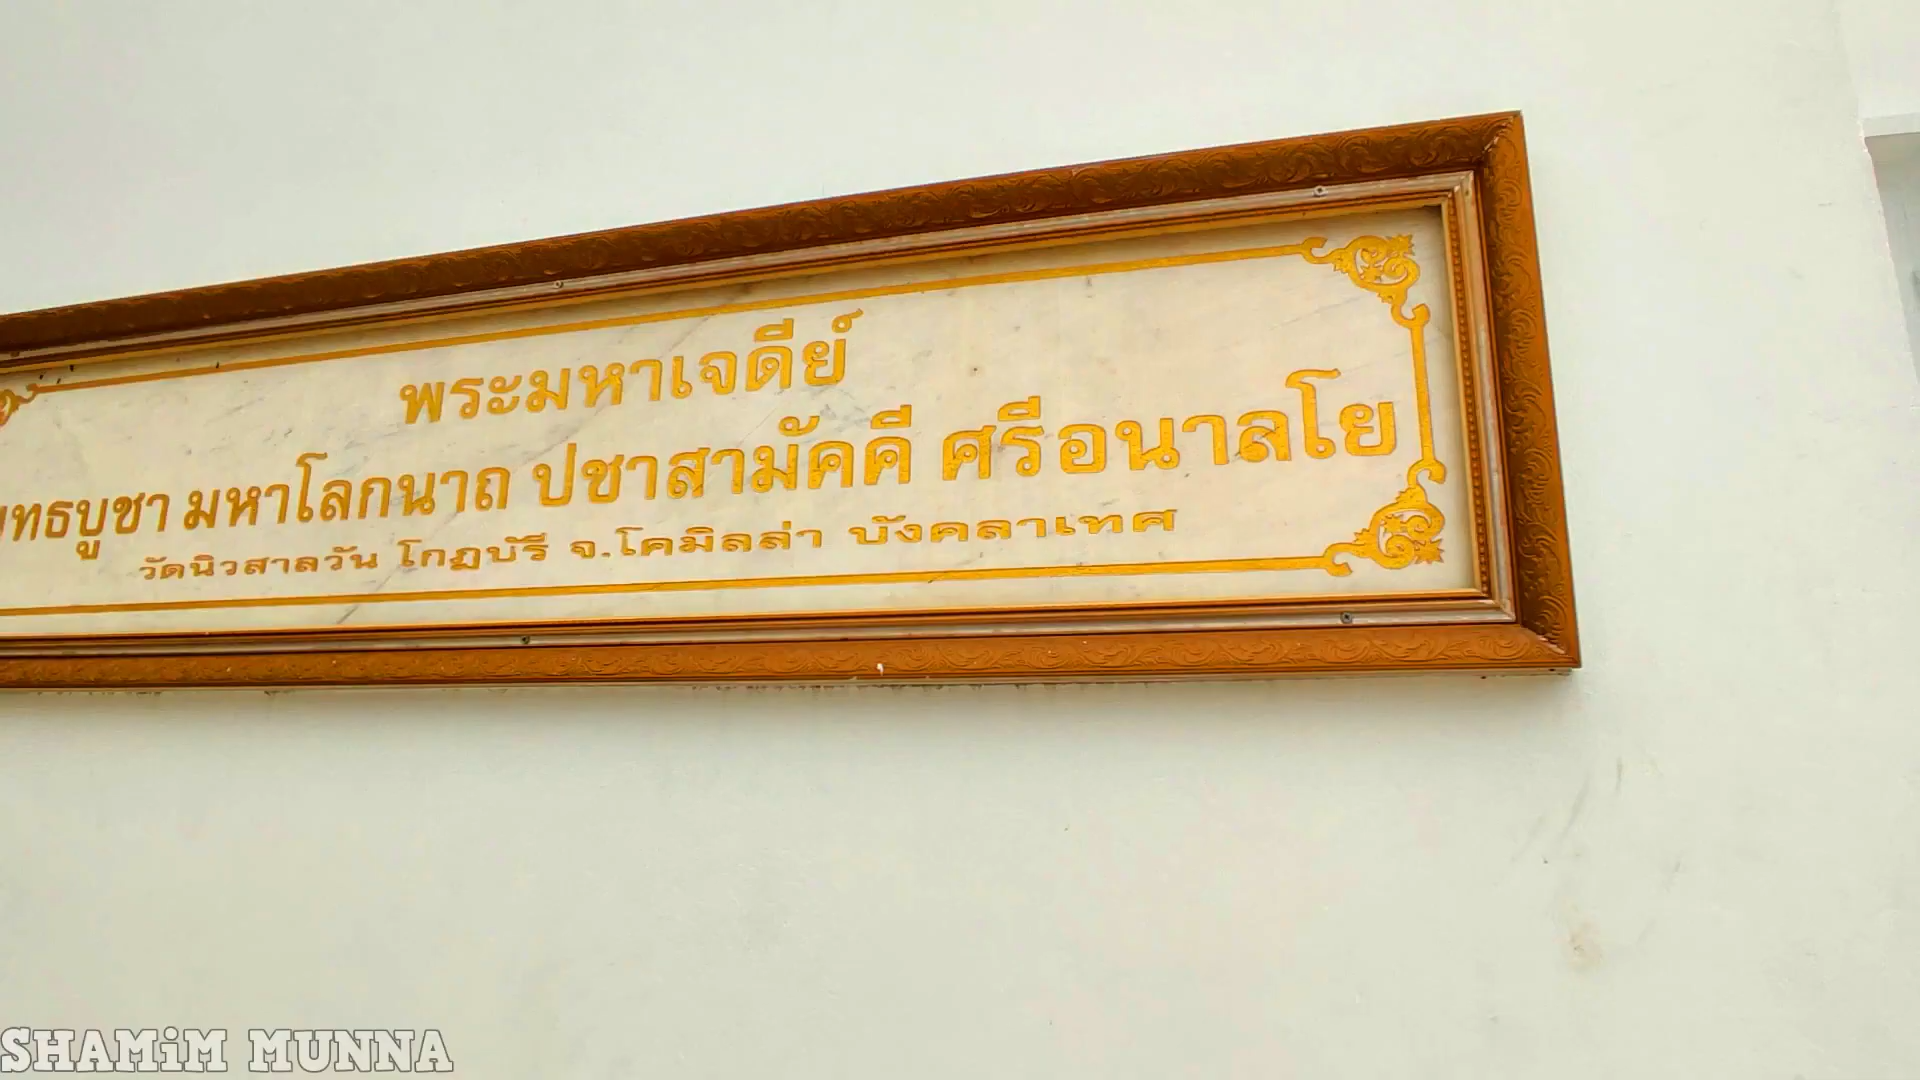 พระมหาเจดีย์
พุทธบูชา มหาโลกนาถ ปชาสามัคคี ศรีอนาลโย
วัดนิวสาลวัน โกฏบัรี จ.โคมิลล่า บังคลาเทศ
SHAMiM MUNNA